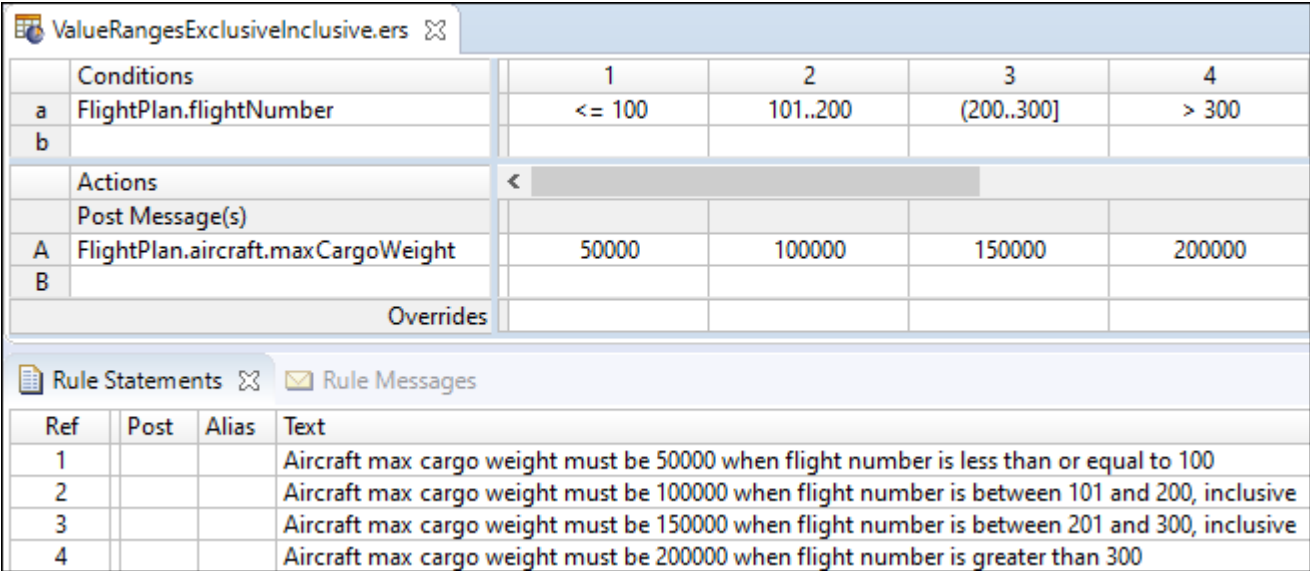 ValueRangesExclusiveInclusive.ers
Conditions 1 2 3 4
a FlightPlan.flightNumber <= 100 101..200 (200..300] > 300
b
Actions <
Post Message(s)
A FlightPlan.aircraft.maxCargoWeight 50000 100000 150000 200000
B
Overrides
Rule Statements Rule Messages
Ref Post Alias Text
1 Aircraft max cargo weight must be 50000 when flight number is less than or equal to 100
2 Aircraft max cargo weight must be 100000 when flight number is between 101 and 200, inclusive
3 Aircraft max cargo weight must be 150000 when flight number is between 201 and 300, inclusive
4 Aircraft max cargo weight must be 200000 when flight number is greater than 300